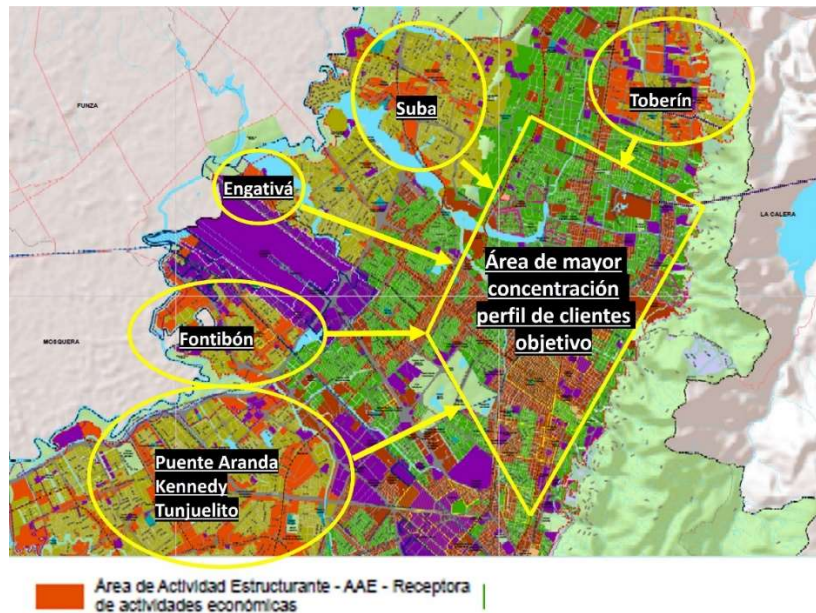 FUNZA
Suba
Toberín
Engativá
LA CALERA
Área de mayor
concentración
perfil de clientes
objetivo
MOSQUERA
Fontibón
Puente Aranda
Kennedy
Tunjuelito
Área de Actividad Estructurante - AAE - Receptora
de actividades económicas